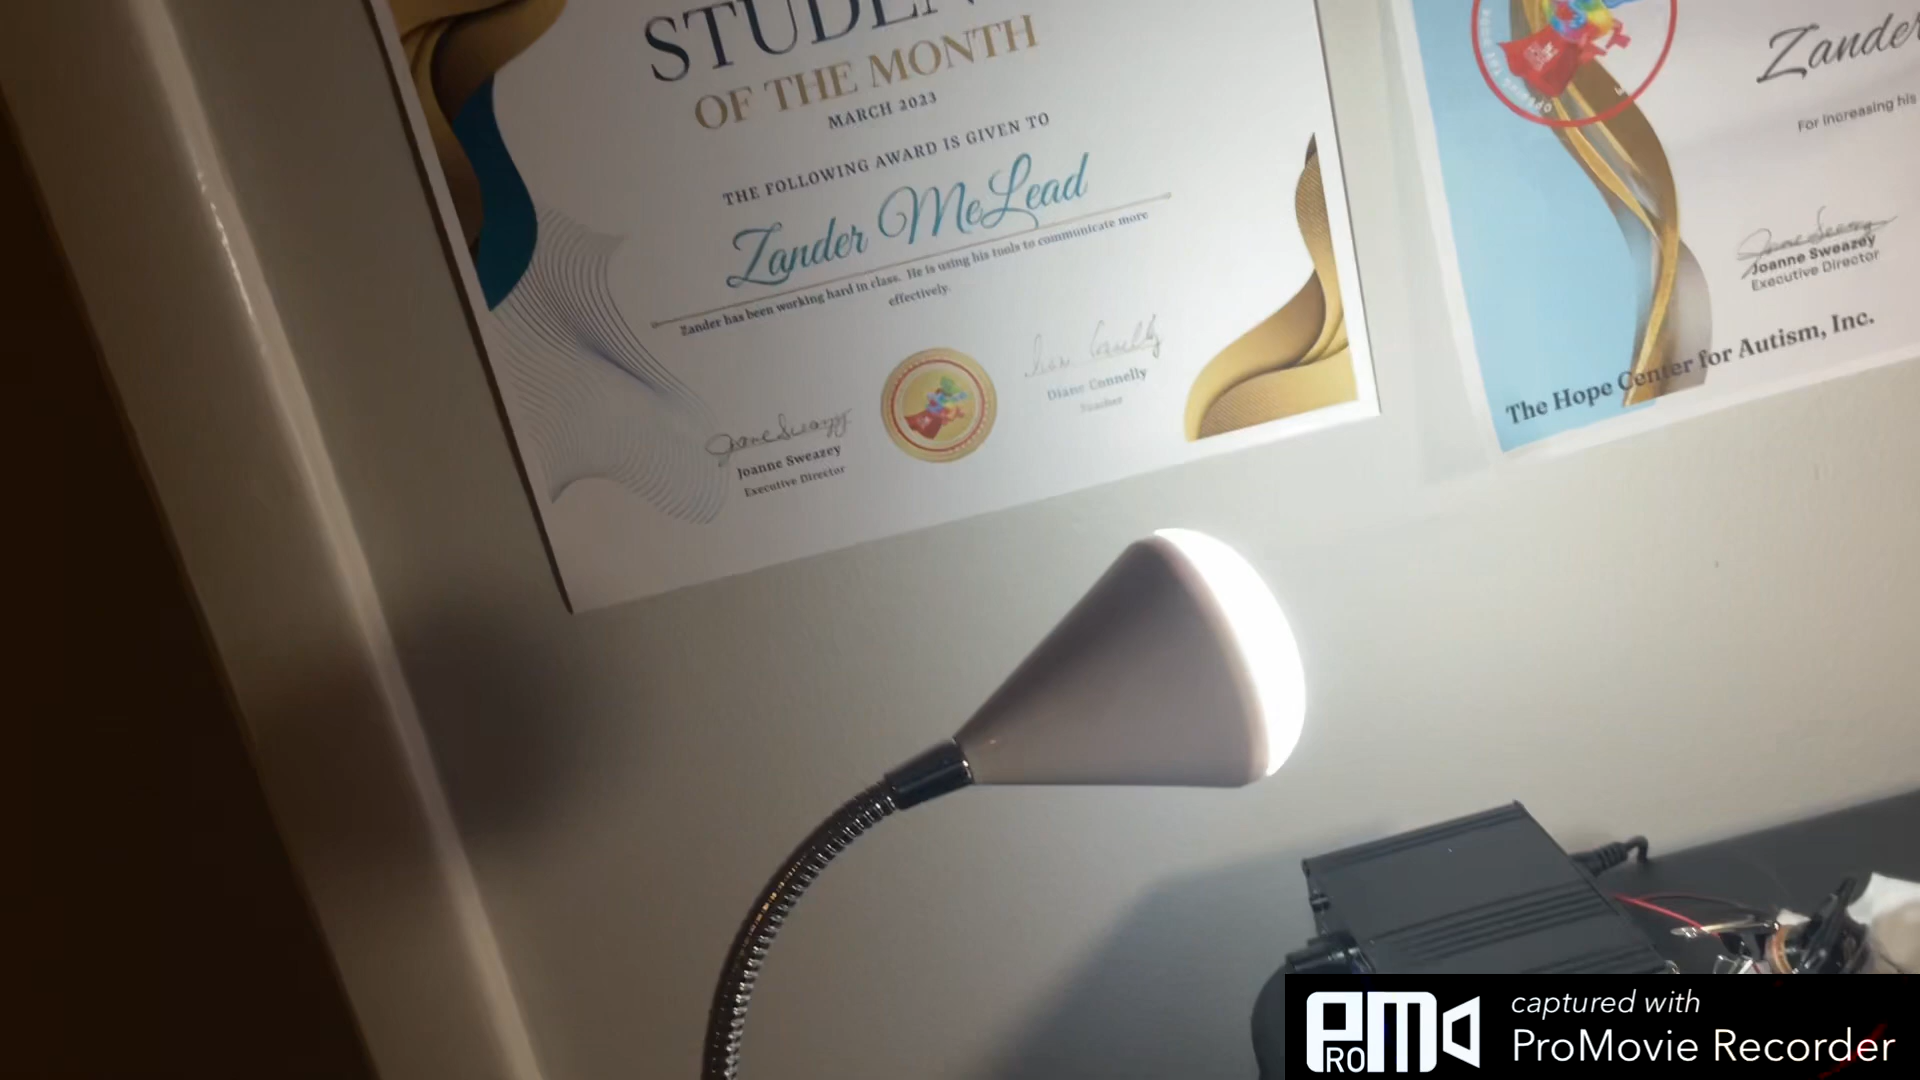 STUDEN
OF THE MONTH
MARCH 2023
THE FOLLOWING AWARD IS GIVEN TO
Zander McLead
Zander has been working hard in class. He is using his tools to communicate more
effectively.
Joanne Sweazey
Executive Director
Diane Connelly
Teacher
Zander
For increasing his
Joanne Sweazey
Executive Director
The Hope Center for Autism, Inc.
PRO M
captured with
ProMovie Recorder